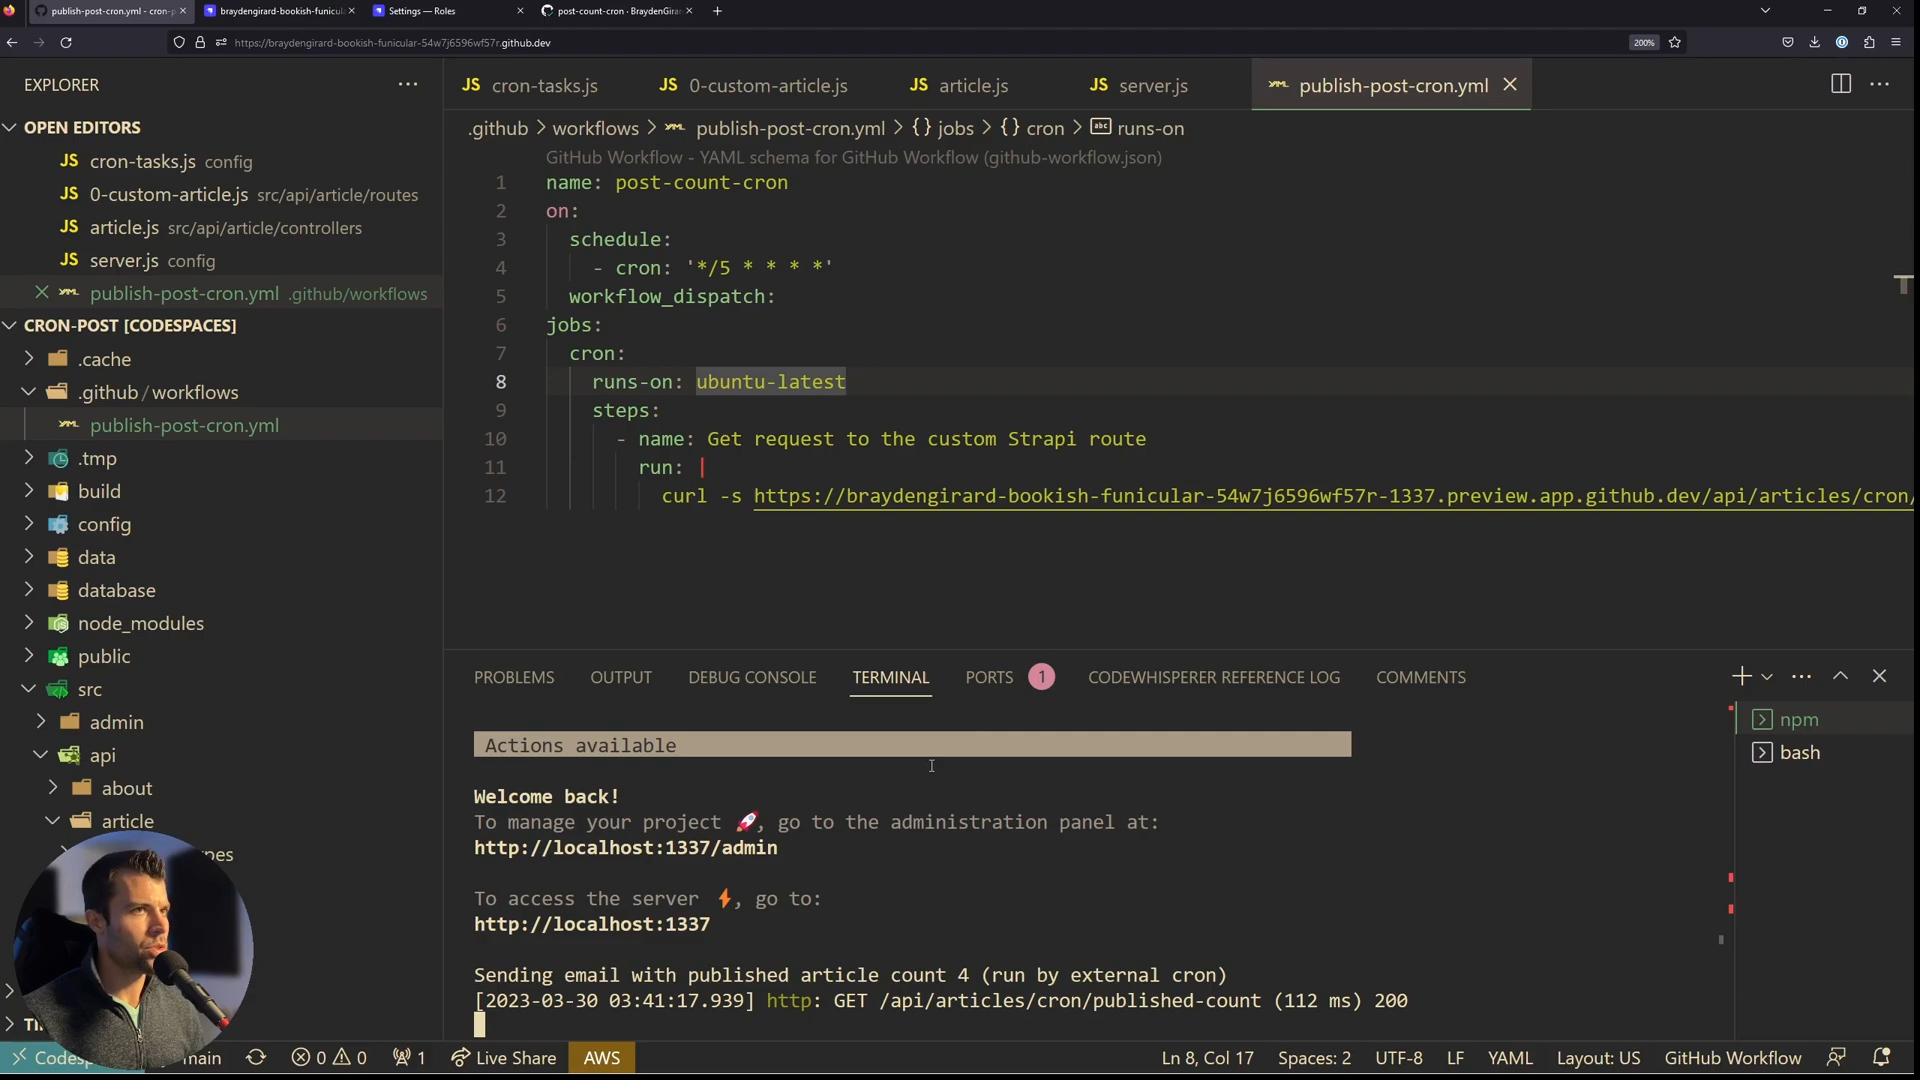 publish-post-cron.yml - cron-p
braydengirard-bookish-funicul
Settings — Roles
post-count-cron · BraydenGira
https://braydengirard-bookish-funicular-54w7j6596wf57r.github.dev
200%
EXPLORER
OPEN EDITORS
JS cron-tasks.js config
JS 0-custom-article.js src/api/article/routes
JS article.js src/api/article/controllers
JS server.js config
publish-post-cron.yml .github/workflows
CRON-POST [CODESPACES]
.cache
.github / workflows
publish-post-cron.yml
.tmp
build
config
data
database
node_modules
public
src
admin
api
about
article
JS cron-tasks.js
JS 0-custom-article.js
JS article.js
JS server.js
publish-post-cron.yml
.github > workflows > publish-post-cron.yml > {} jobs > {} cron > abc runs-on
GitHub Workflow - YAML schema for GitHub Workflow (github-workflow.json)
1 name: post-count-cron
2 on:
3 schedule:
4 - cron: '*/5 * * * *'
5 workflow_dispatch:
6 jobs:
7 cron:
8 runs-on: ubuntu-latest
9 steps:
10 - name: Get request to the custom Strapi route
11 run: |
12 curl -s https://braydengirard-bookish-funicular-54w7j6596wf57r-1337.preview.app.github.dev/api/articles/cron/
PROBLEMS OUTPUT DEBUG CONSOLE TERMINAL PORTS 1 CODEWHISPERER REFERENCE LOG COMMENTS
npm
bash
Actions available
Welcome back!
To manage your project 🚀, go to the administration panel at:
http://localhost:1337/admin
To access the server ⚡, go to:
http://localhost:1337
Sending email with published article count 4 (run by external cron)
[2023-03-30 03:41:17.939] http: GET /api/articles/cron/published-count (112 ms) 200
main 0 0 1 Live Share AWS Ln 8, Col 17 Spaces: 2 UTF-8 LF YAML Layout: US GitHub Workflow